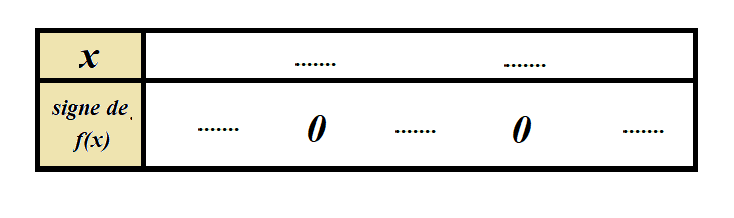 x ....... .......
signe de
f(x)
....... 0 ....... 0 .......